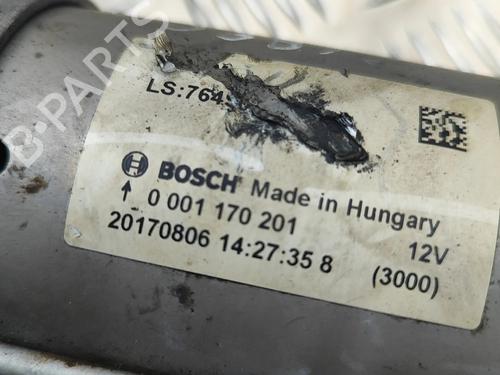 LS:764
BOSCH Made in Hungary
↑ 0 001 170 201 12V
20170806 14:27:35 8 (3000)
B-PARTS